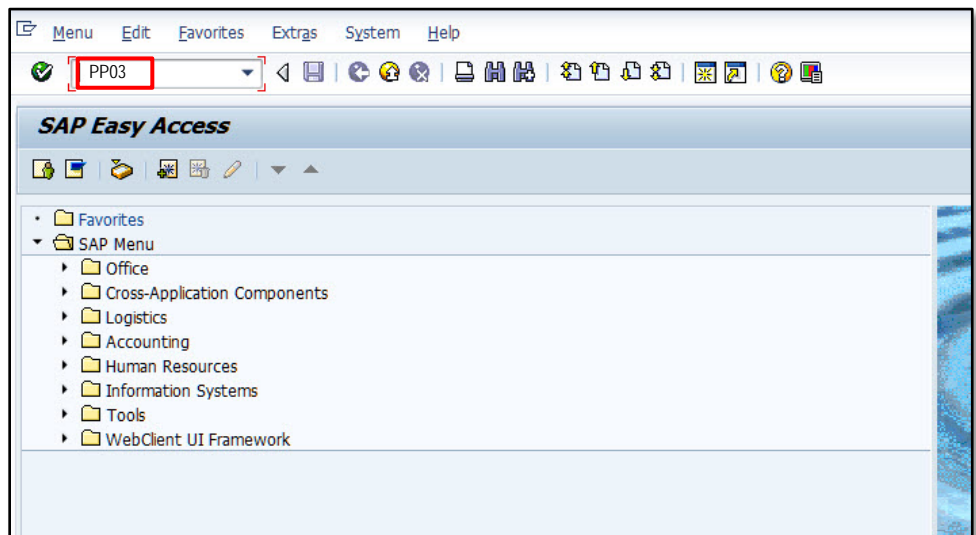 Menu Edit Favorites Extras System Help
PP03
SAP Easy Access
Favorites
SAP Menu
Office
Cross-Application Components
Logistics
Accounting
Human Resources
Information Systems
Tools
WebClient UI Framework